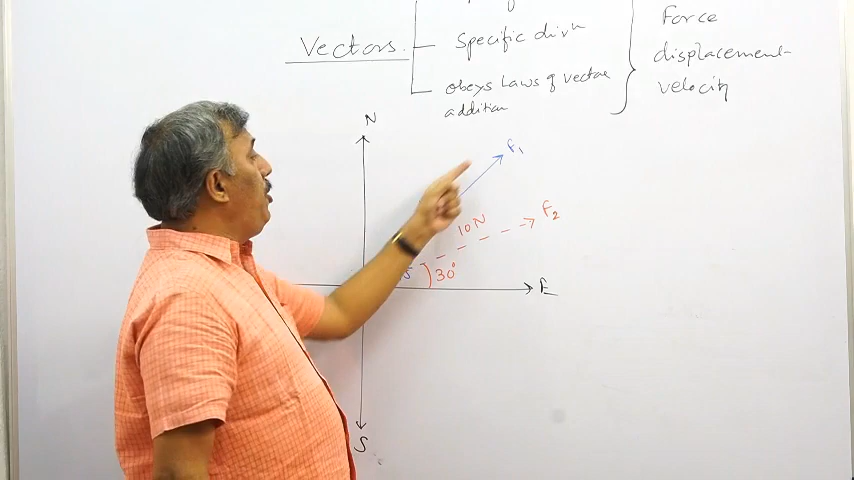 Vectors.
Specific dirⁿ
obeys Laws of vector
addition
Force
displacement
velocity
N
F₁
F₂
10N
30°
E
S